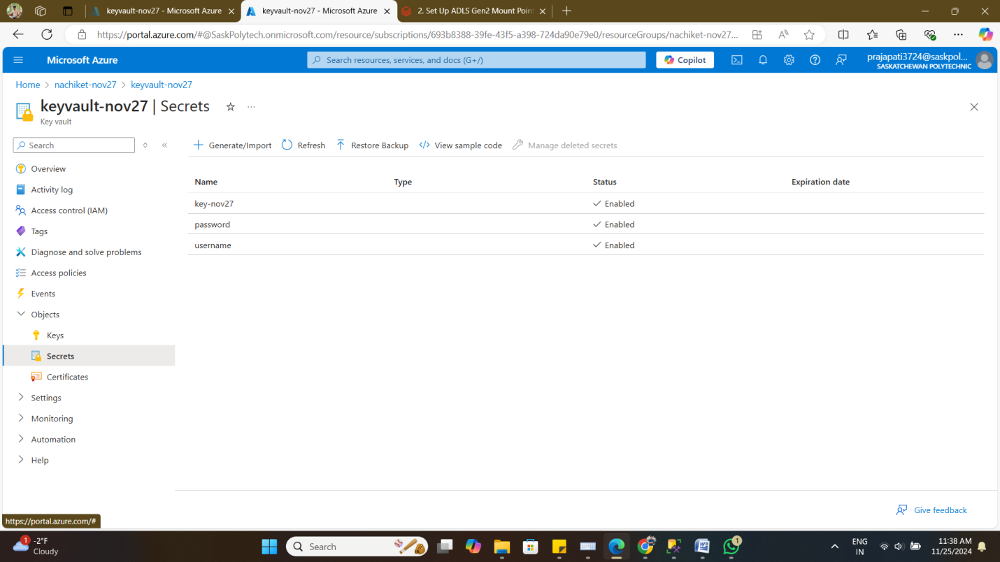 keyvault-nov27 - Microsoft Azure
keyvault-nov27 - Microsoft Azure
2. Set Up ADLS Gen2 Mount Poin
https://portal.azure.com/#@SaskPolytech.onmicrosoft.com/resource/subscriptions/693b8388-39fe-43f5-a398-724da90e79e0/resourceGroups/nachiket-nov27...
Microsoft Azure
Search resources, services, and docs (G+/)
Copilot
prajapati3724@saskpol...
SASKATCHEWAN POLYTECHNIC
Home > nachiket-nov27 > keyvault-nov27
keyvault-nov27 | Secrets
Key vault
Search
Generate/Import Refresh Restore Backup View sample code Manage deleted secrets
Overview
Activity log
Access control (IAM)
Tags
Diagnose and solve problems
Access policies
Events
Objects
Keys
Secrets
Certificates
Settings
Monitoring
Automation
Help
Name Type Status Expiration date
key-nov27 Enabled
password Enabled
username Enabled
Give feedback
https://portal.azure.com/#
1
-2°F
Cloudy
Search
1
ENG
IN
11:38 AM
11/25/2024